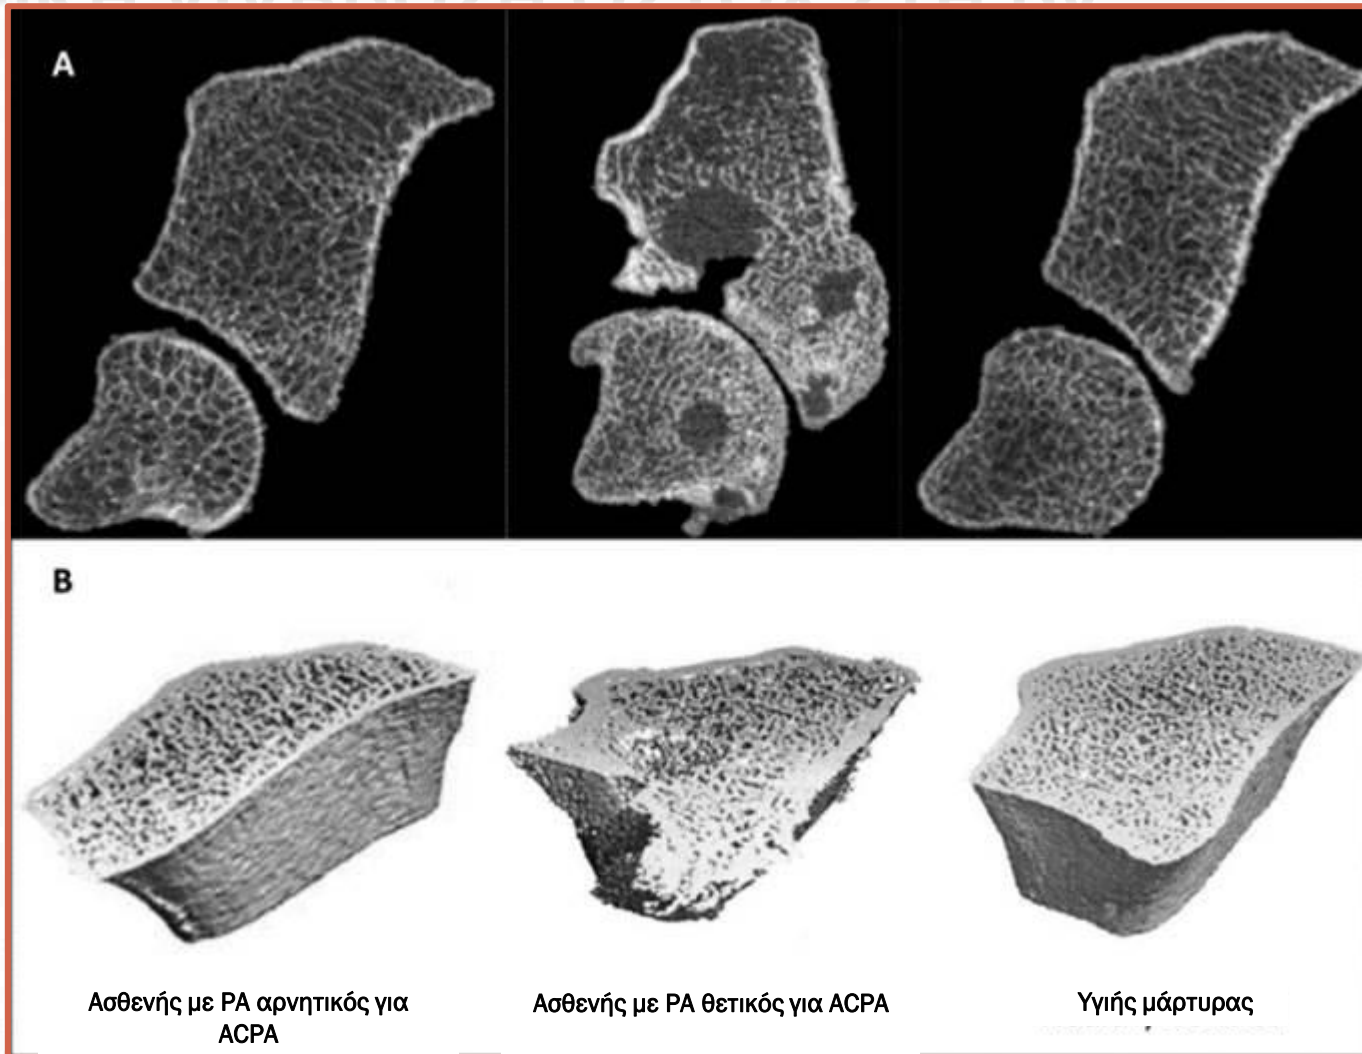 A
B
Ασθενής με ΡΑ αρνητικός για
ACPA
Ασθενής με ΡΑ θετικός για ACPA
Υγιής μάρτυρας